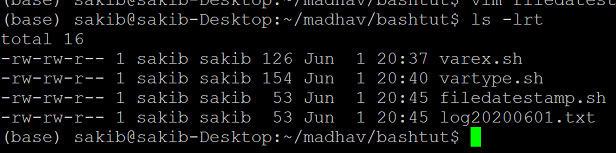 (base) sakib@sakib-Desktop:~/madhav/bashtut$ vim filedatest
(base) sakib@sakib-Desktop:~/madhav/bashtut$ ls -lrt
total 16
-rw-rw-r-- 1 sakib sakib 126 Jun  1 20:37 varex.sh
-rw-rw-r-- 1 sakib sakib 154 Jun  1 20:40 vartype.sh
-rw-rw-r-- 1 sakib sakib  53 Jun  1 20:45 filedatestamp.sh
-rw-rw-r-- 1 sakib sakib  53 Jun  1 20:45 log20200601.txt
(base) sakib@sakib-Desktop:~/madhav/bashtut$